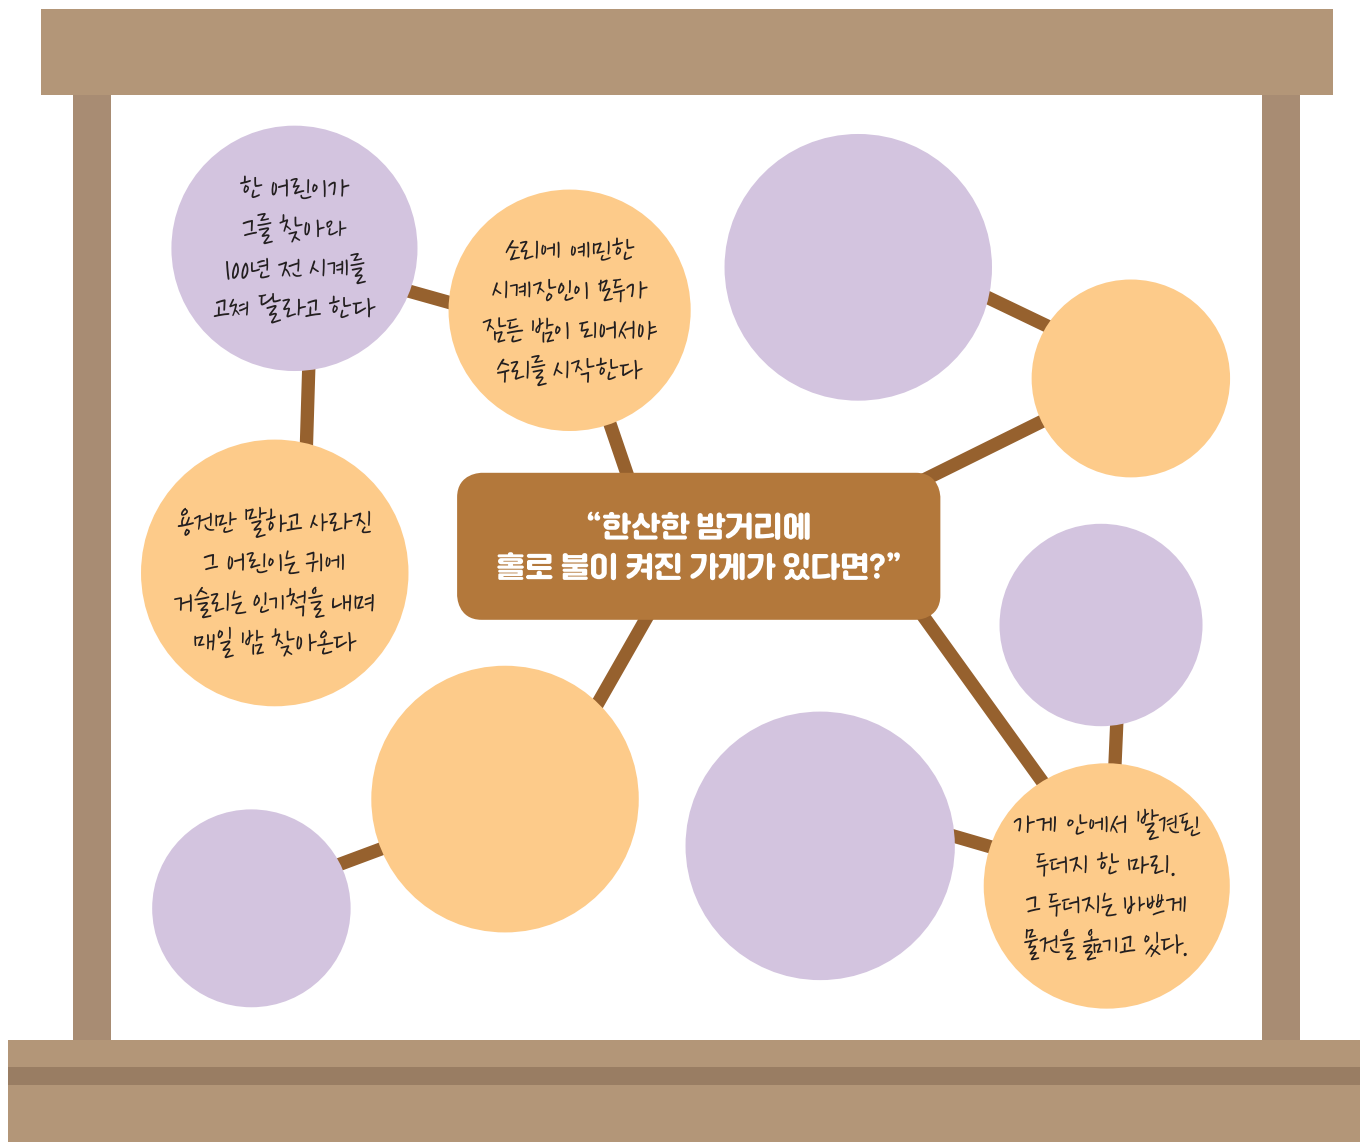 한 어린이가
그를 찾아와
100년 전 시계를
고쳐 달라고 한다
소리에 예민한
시계장인이 모두가
잠든 밤이 되어서야
수리를 시작한다
용건만 말하고 사라진
그 어린이는 귀에
거슬리는 인기척을 내며
매일 밤 찾아온다
“한산한 밤거리에
홀로 불이 켜진 가게가 있다면?”
가게 안에서 발견된
두더지 한 마리.
그 두더지는 바쁘게
물건을 옮기고 있다.